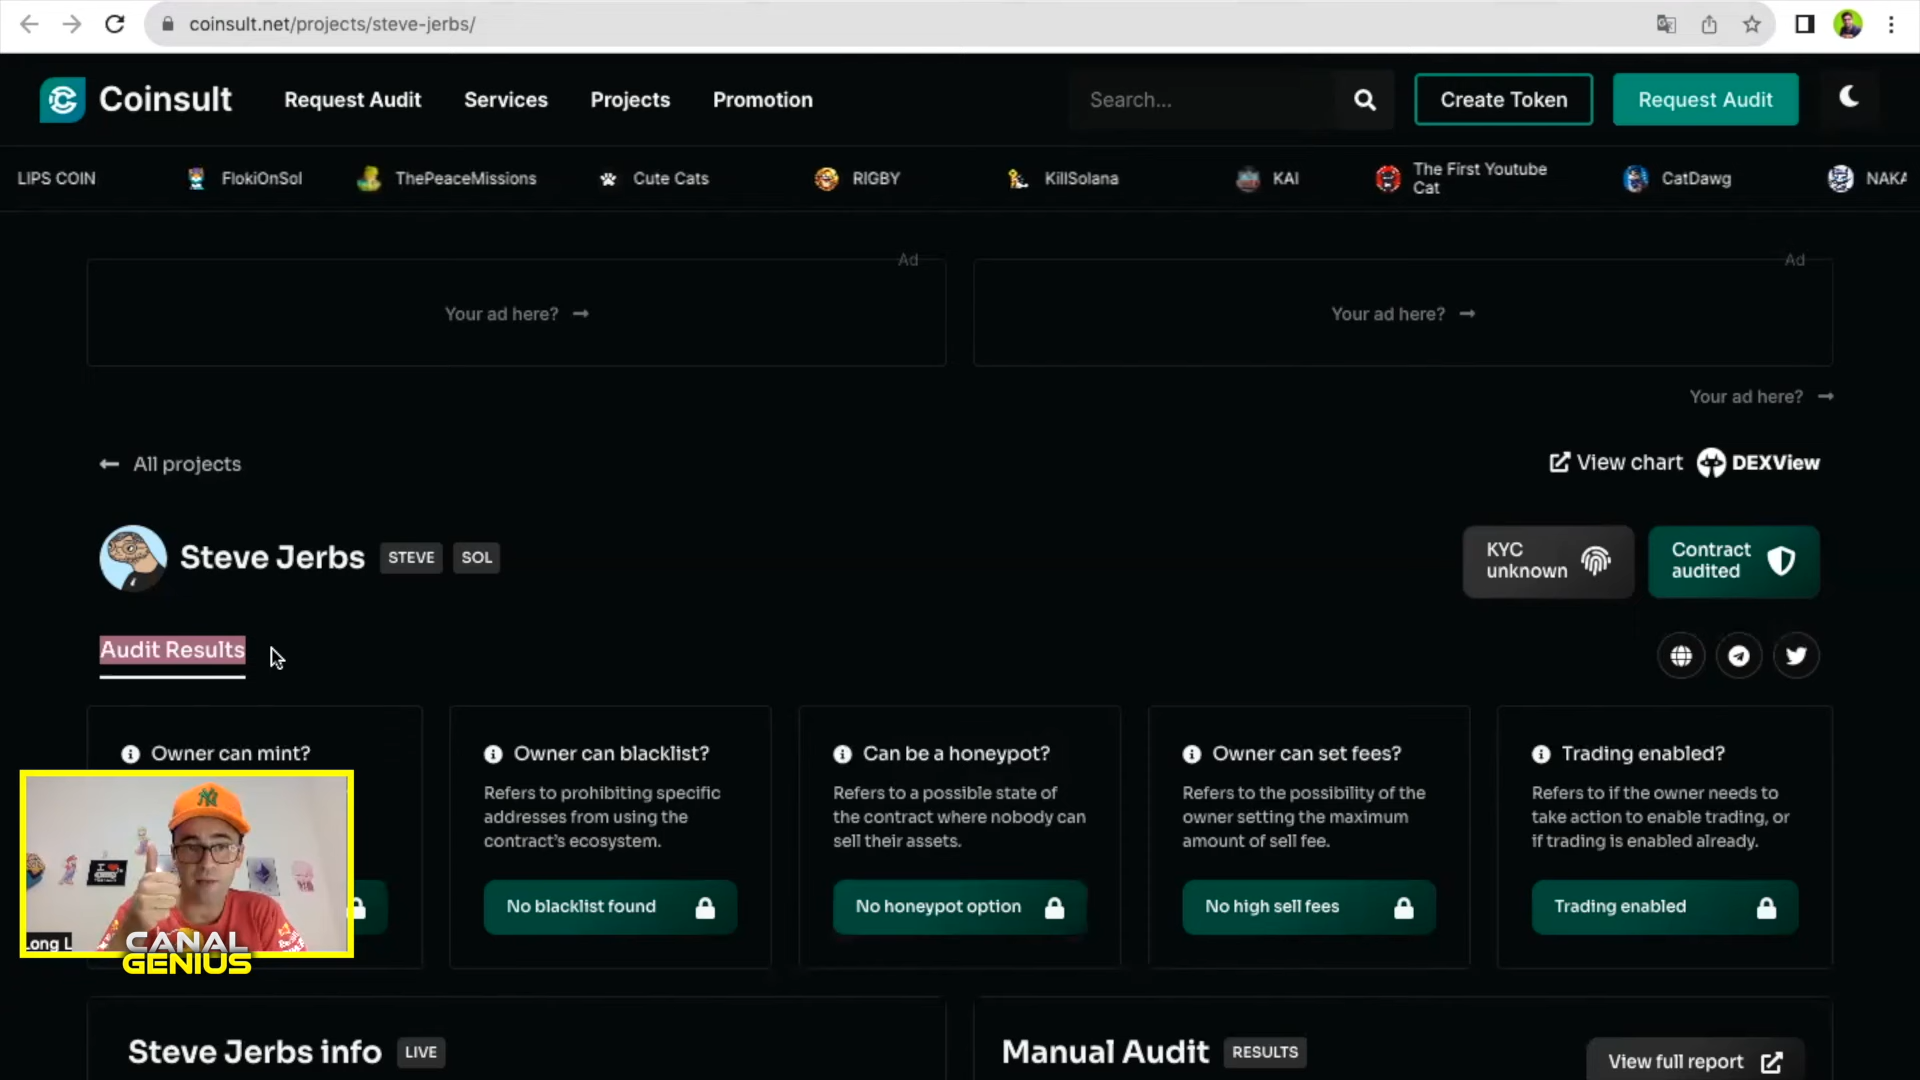 coinsult.net/projects/steve-jerbs/
Coinsult
Request Audit
Services
Projects
Promotion
Search...
Create Token
Request Audit
LIPS COIN
FlokiOnSol
ThePeaceMissions
Cute Cats
RIGBY
KillSolana
KAI
The First Youtube
Cat
CatDawg
NAKA
Ad
Your ad here?
Ad
Your ad here?
Your ad here?
All projects
View chart
DEXView
Steve Jerbs
STEVE
SOL
KYC
unknown
Contract
audited
Audit Results
Owner can mint?
Owner can blacklist?
Refers to prohibiting specific
addresses from using the
contract's ecosystem.
No blacklist found
Can be a honeypot?
Refers to a possible state of
the contract where nobody can
sell their assets.
No honeypot option
Owner can set fees?
Refers to the possibility of the
owner setting the maximum
amount of sell fee.
No high sell fees
Trading enabled?
Refers to if the owner needs to
take action to enable trading, or
if trading is enabled already.
Trading enabled
NY
Long L
CANAL
GENIUS
Steve Jerbs info
LIVE
Manual Audit
RESULTS
View full report